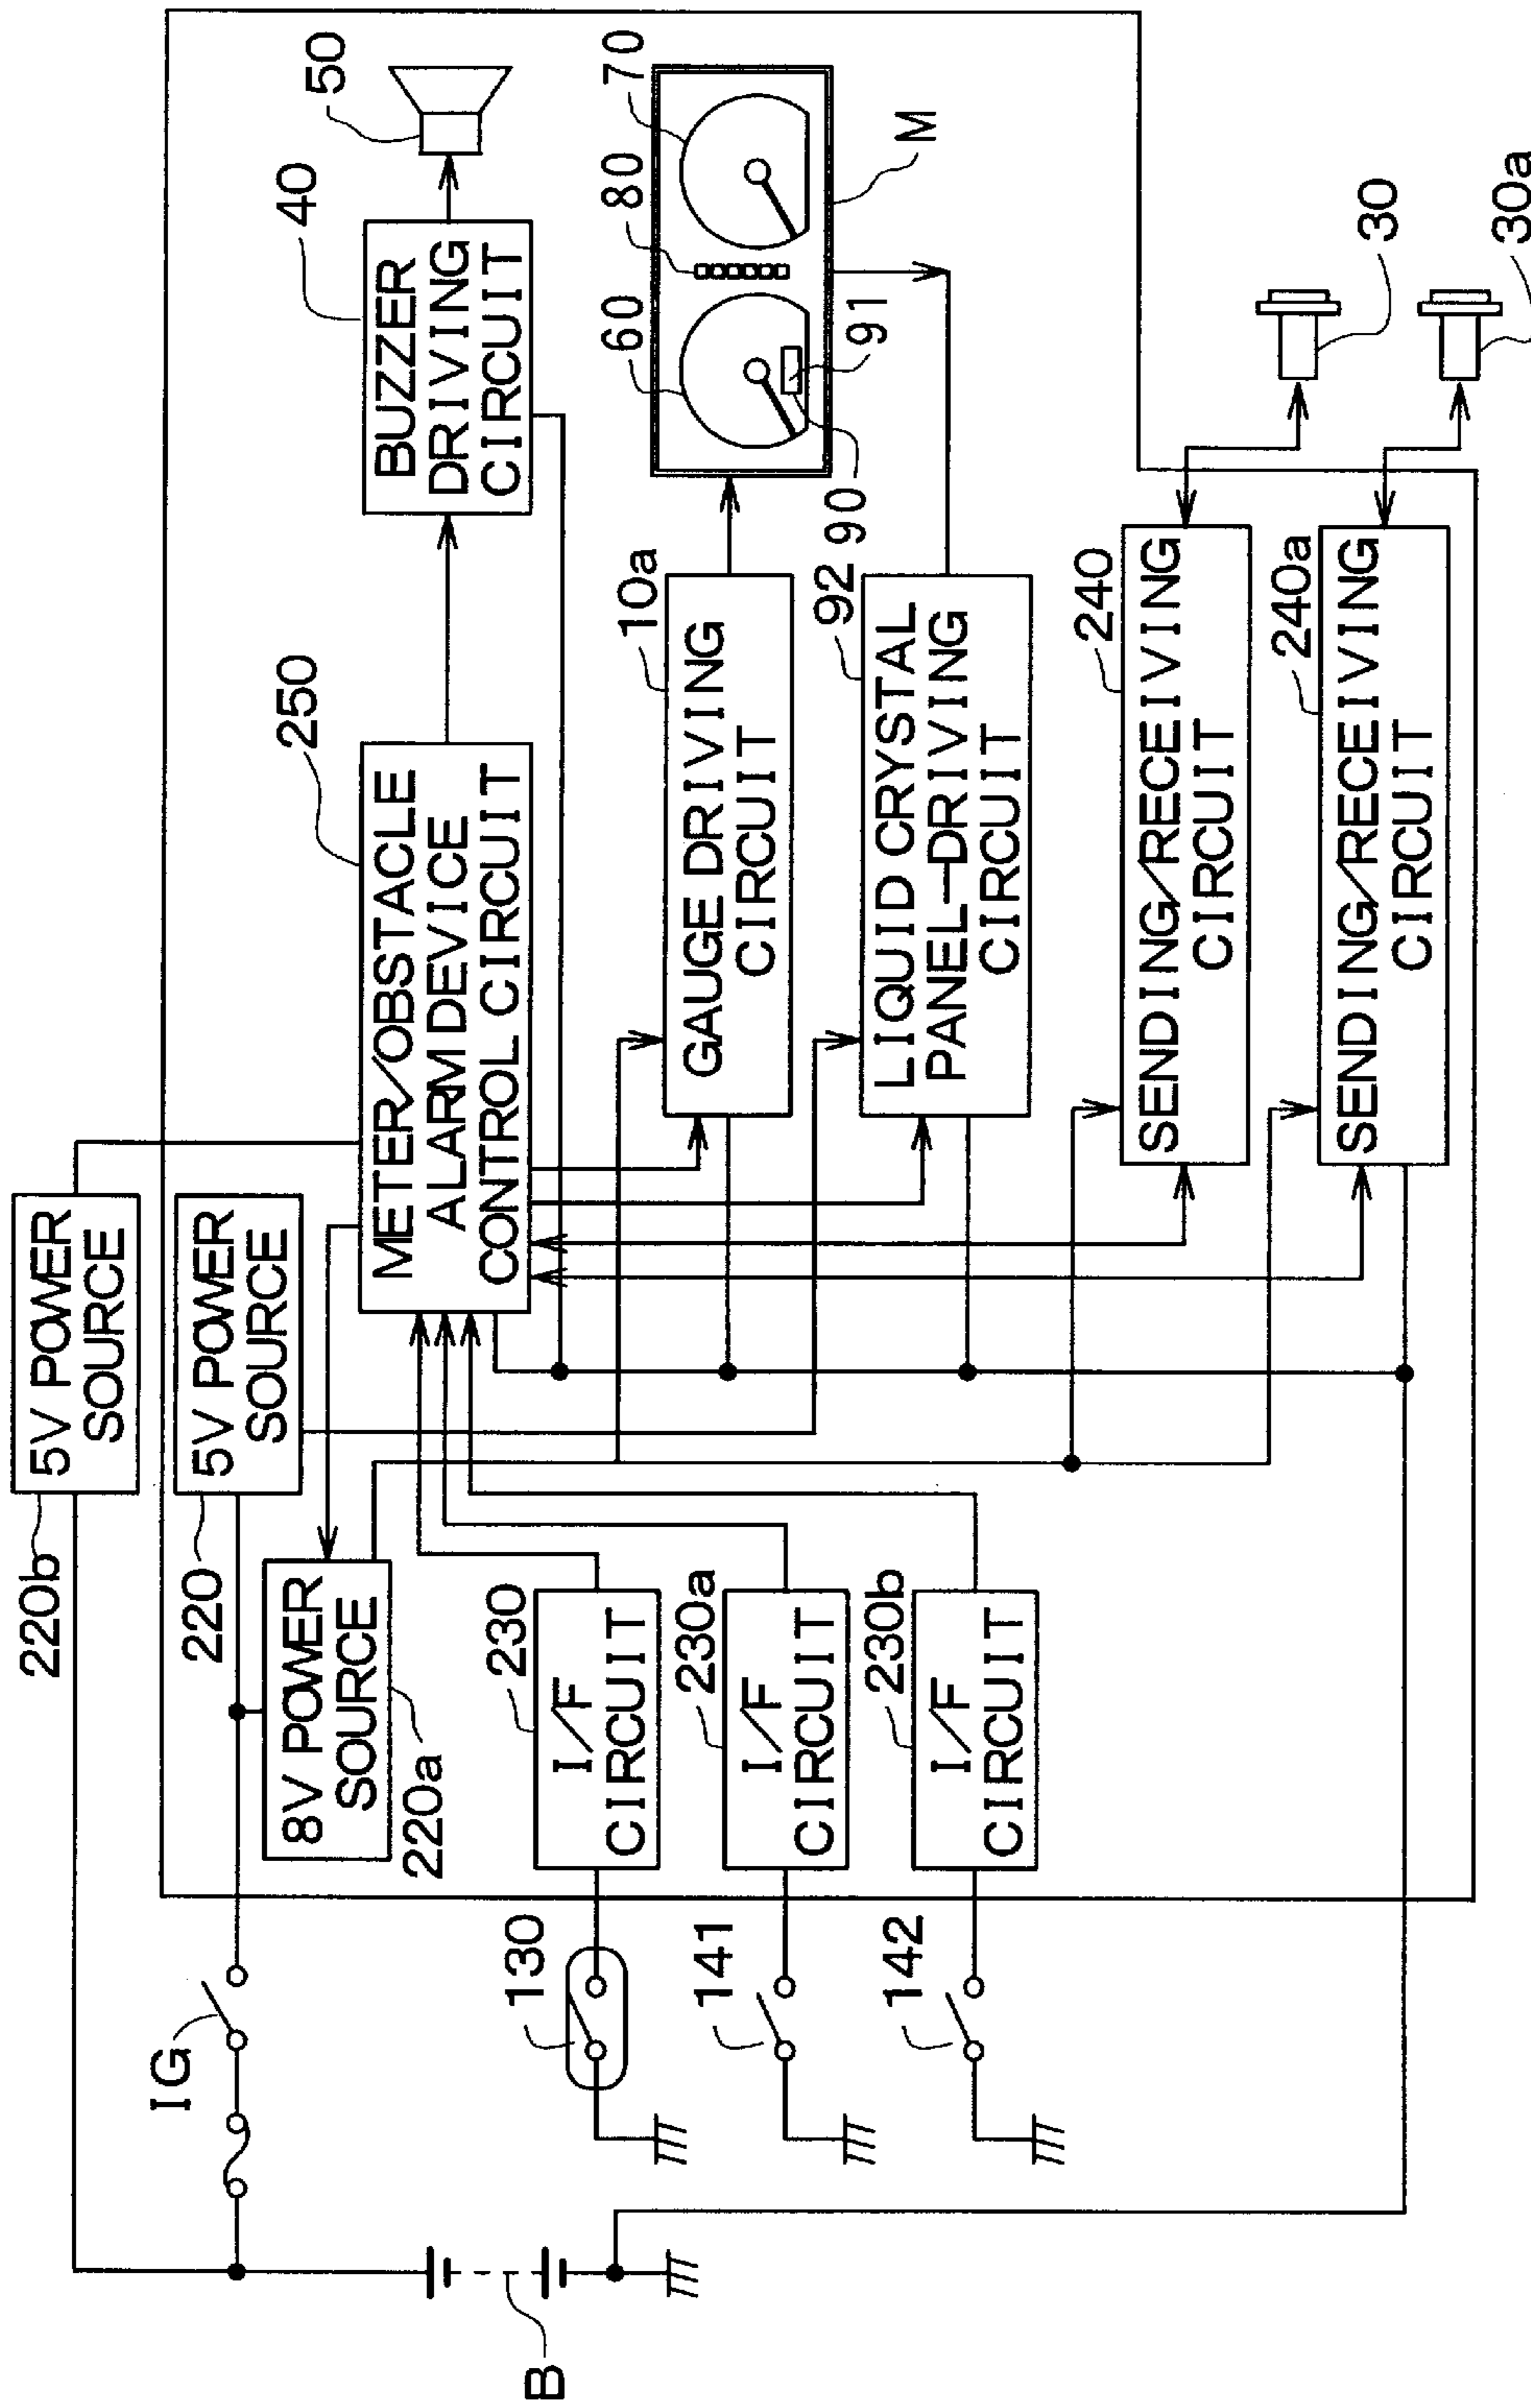 220b
5V POWER
SOURCE
220
5V POWER
SOURCE
IG
8V POWER
SOURCE
220a
250
METER/OBSTACLE
ALARM DEVICE
CONTROL CIRCUIT
40
BUZZER
DRIVING
CIRCUIT
50
130
230
I/F
CIRCUIT
141
230a
I/F
CIRCUIT
142
230b
I/F
CIRCUIT
B
10a
GAUGE DRIVING
CIRCUIT
60
80
70
92
90
91
M
LIQUID CRYSTAL
PANEL-DRIVING
CIRCUIT
240
SENDING/RECEIVING
CIRCUIT
30
240a
SENDING/RECEIVING
CIRCUIT
30a